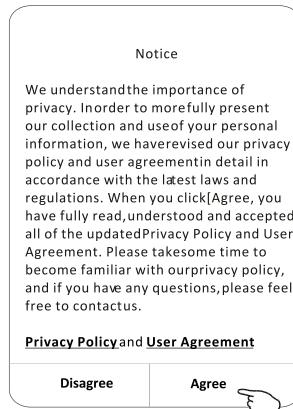 Notice
We understandthe importance of
privacy. Inorder to morefully present
our collection and useof your personal
information, we haverevised our privacy
policy and user agreementin detail in
accordance with the latest laws and
regulations. When you click[Agree, you
have fully read,understood and accepted
all of the updatedPrivacy Policy and User
Agreement. Please takesome time to
become familiar with ourprivacy policy,
and if you have any questions,please feel
free to contactus.
Privacy Policy and User Agreement
Disagree Agree